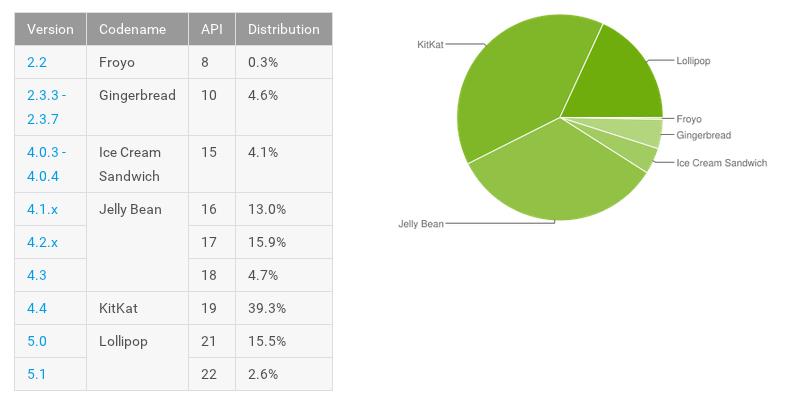 Version Codename API Distribution
2.2 Froyo 8 0.3%
2.3.3 - Gingerbread 10 4.6%
2.3.7
4.0.3 - Ice Cream 15 4.1%
4.0.4 Sandwich
4.1.x Jelly Bean 16 13.0%
4.2.x 17 15.9%
4.3 18 4.7%
4.4 KitKat 19 39.3%
5.0 Lollipop 21 15.5%
5.1 22 2.6%
KitKat
Lollipop
Froyo
Gingerbread
Ice Cream Sandwich
Jelly Bean